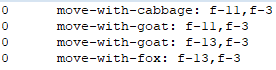 0 move-with-cabbage: f-11,f-3
0 move-with-goat: f-11,f-3
0 move-with-goat: f-13,f-3
0 move-with-fox: f-13,f-3